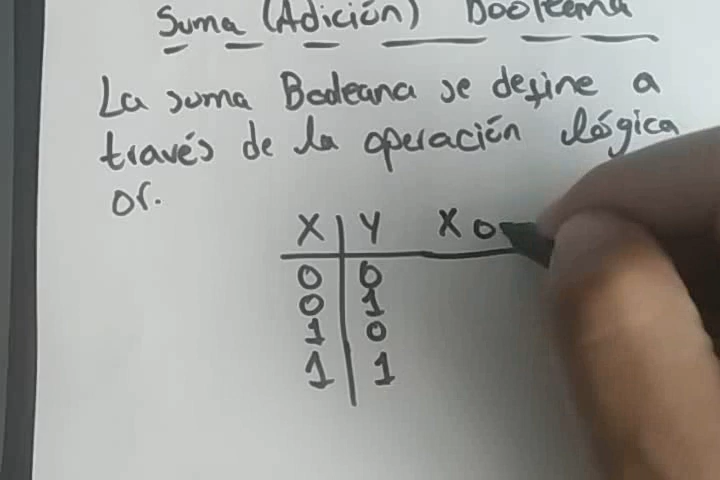 Suma (Adición) Booleana
La suma Booleana se define a
través de la operación lógica
or.
X Y X o
0 0
0 1
1 0
1 1